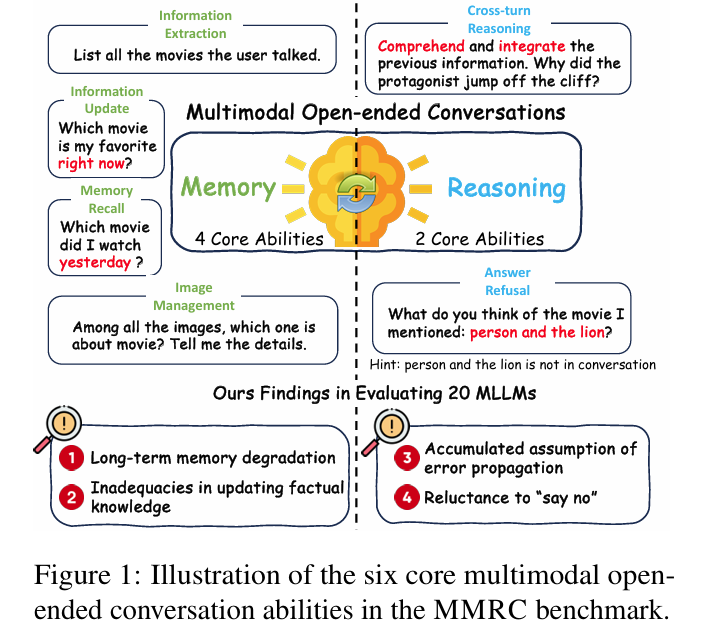 Information
Extraction
List all the movies the user talked.
Cross-turn
Reasoning
Comprehend and integrate the
previous information. Why did the
protagonist jump off the cliff?
Information
Update
Which movie
is my favorite
right now?
Multimodal Open-ended Conversations
Memory
4 Core Abilities
Reasoning
2 Core Abilities
Memory
Recall
Which movie
did I watch
yesterday ?
Image
Management
Among all the images, which one is
about movie? Tell me the details.
Answer
Refusal
What do you think of the movie I
mentioned: person and the lion?
Hint: person and the lion is not in conversation
Ours Findings in Evaluating 20 MLLMs
1 Long-term memory degradation
2 Inadequacies in updating factual
knowledge
3 Accumulated assumption of
error propagation
4 Reluctance to “say no”
Figure 1: Illustration of the six core multimodal open-
ended conversation abilities in the MMRC benchmark.